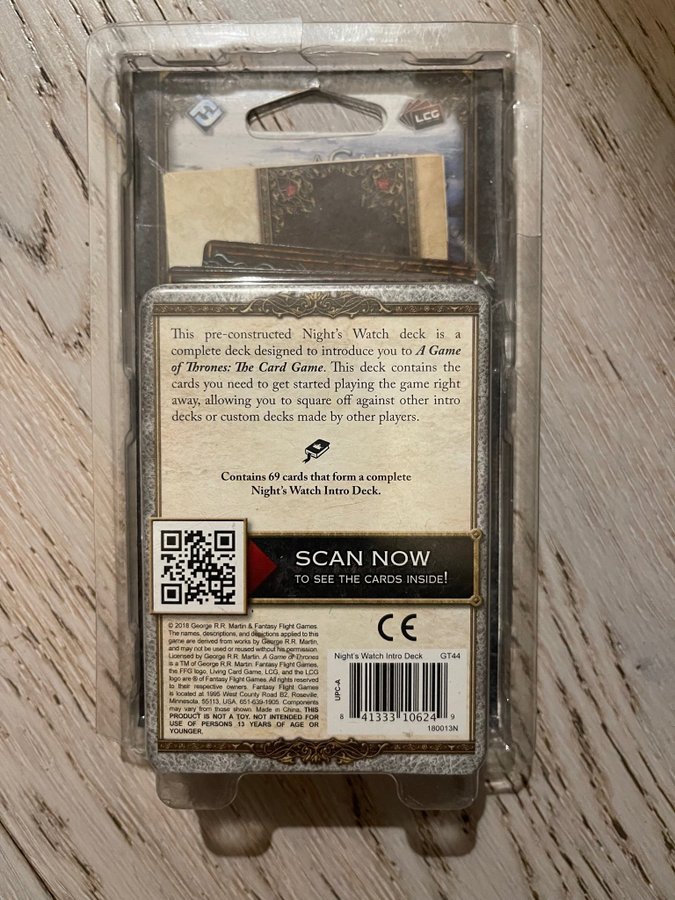 LCG
This pre-constructed Night's Watch deck is a
complete deck designed to introduce you to A Game
of Thrones: The Card Game. This deck contains the
cards you need to get started playing the game right
away, allowing you to square off against other intro
decks or custom decks made by other players.
Contains 69 cards that form a complete
Night's Watch Intro Deck.
SCAN NOW
TO SEE THE CARDS INSIDE!
© 2018 George R.R. Martin & Fantasy Flight Games.
The names, descriptions, and depictions applied to this
game are derived from works by George R.R. Martin,
and may not be used or reused without his permission.
Licensed by George R.R. Martin. A Game of Thrones
is a TM of George R.R. Martin. Fantasy Flight Games,
the FFG logo, Living Card Game, LCG, and the LCG
logo are ® of Fantasy Flight Games. All rights reserved
to their respective owners. Fantasy Flight Games
is located at 1995 West County Road B2, Roseville,
Minnesota, 55113, USA. 651-639-1905. Components
may vary from those shown. Made in China. THIS
PRODUCT IS NOT A TOY. NOT INTENDED FOR
USE OF PERSONS 13 YEARS OF AGE OR
YOUNGER.
CE
Night's Watch Intro Deck GT44
UPC-A
8 41333 10624 9
180013N